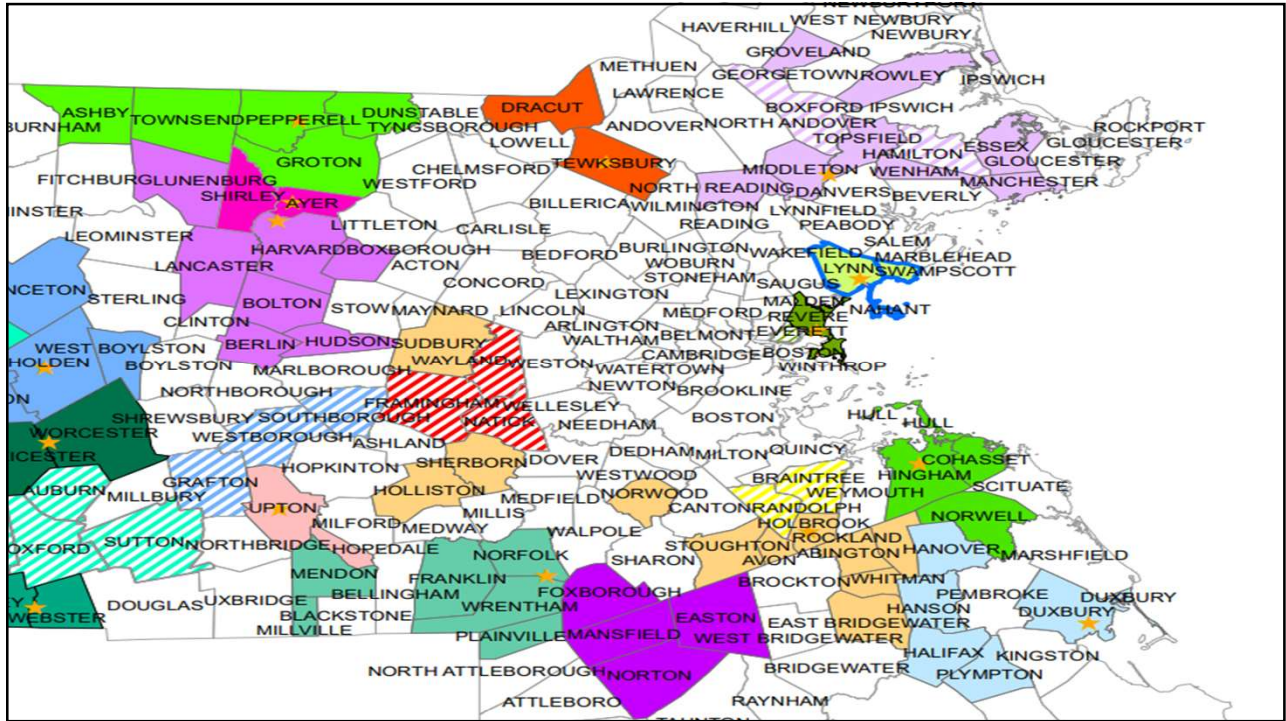 HAVERHILL
WEST NEWBURY
NEWBURY
GROVELAND
METHUEN
GEORGETOWN
ROWLEY
IPSWICH
LAWRENCE
ASHBY
TOWNSEND
PEPPERELL
DUNSTABLE
TYNGSBOROUGH
DRACUT
BOXFORD
IPSWICH
BURNHAM
LOWELL
ANDOVER
NORTH ANDOVER
TOPSFIELD
ROCKPORT
GLOUCESTER
GROTON
CHELMSFORD
TEWKSBURY
HAMILTON
ESSEX
GLOUCESTER
FITCHBURG
LUNENBURG
SHIRLEY
AYER
WESTFORD
MIDDLETON
WENHAM
MANCHESTER
NORTH READING
DANVERS
BEVERLY
BILLERICA
WILMINGTON
LYNNFIELD
LITTLETON
CARLISLE
READING
PEABODY
LEOMINSTER
HARVARD
BOXBOROUGH
BEDFORD
BURLINGTON
WAKEFIELD
SALEM
MARBLEHEAD
LANCASTER
ACTON
WOBURN
LYNN
SWAMPSCOTT
CONCORD
STONEHAM
SAUGUS
NCETON
STERLING
BOLTON
STOW
MAYNARD
LINCOLN
LEXINGTON
MEDFORD
MALDEN
REVERE
NAHANT
CLINTON
ARLINGTON
WALTHAM
BELMONT
EVERETT
WEST BOYLSTON
BOYLSTON
BERLIN
HUDSON
SUDBURY
WAYLAND
WESTON
CAMBRIDGE
BOSTON
WINTHROP
HOLDEN
MARLBOROUGH
WATERTOWN
NORTHBOROUGH
NEWTON
BROOKLINE
SHREWSBURY
SOUTHBOROUGH
FRAMINGHAM
NATICK
WELLESLEY
NEEDHAM
BOSTON
HULL
HULL
WORCESTER
WESTBOROUGH
ASHLAND
ICESTER
HOPKINTON
SHERBORN
DOVER
DEDHAM
MILTON
QUINCY
COHASSET
AUBURN
MILLBURY
GRAFTON
HOLLISTON
WESTWOOD
BRAINTREE
WEYMOUTH
HINGHAM
SCITUATE
UPTON
MEDFIELD
NORWOOD
CANTON
RANDOLPH
MILFORD
MEDWAY
MILLIS
WALPOLE
HOLBROOK
NORWELL
OXFORD
SUTTON
NORTHBRIDGE
HOPEDALE
NORFOLK
SHARON
STOUGHTON
AVON
ROCKLAND
ABINGTON
HANOVER
MARSHFIELD
MENDON
BELLINGHAM
FRANKLIN
WRENTHAM
FOXBOROUGH
BROCKTON
WHITMAN
PEMBROKE
WEBSTER
DOUGLAS
UXBRIDGE
BLACKSTONE
MILLVILLE
EASTON
HANSON
DUXBURY
DUXBURY
PLAINVILLE
MANSFIELD
WEST BRIDGEWATER
EAST BRIDGEWATER
NORTH ATTLEBOROUGH
NORTON
BRIDGEWATER
HALIFAX
KINGSTON
PLYMPTON
ATTLEBORO
RAYNHAM